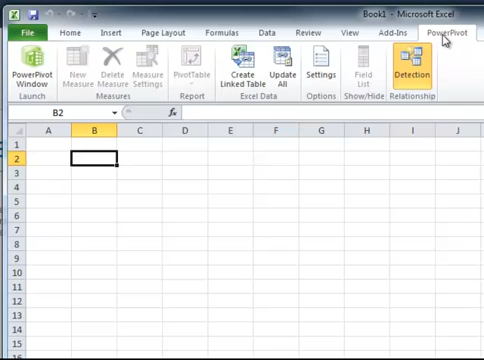 Book1 - Microsoft Excel
File Home Insert Page Layout Formulas Data Review View Add-Ins PowerPivot
PowerPivot Window New Measure Delete Measure Measure Settings PivotTable Create Linked Table Update All Settings Field List Detection
Launch Measures Report Excel Data Options Show/Hide Relationship
B2 fx
A B C D E F G H I J
1
2
3
4
5
6
7
8
9
10
11
12
13
14
15
16